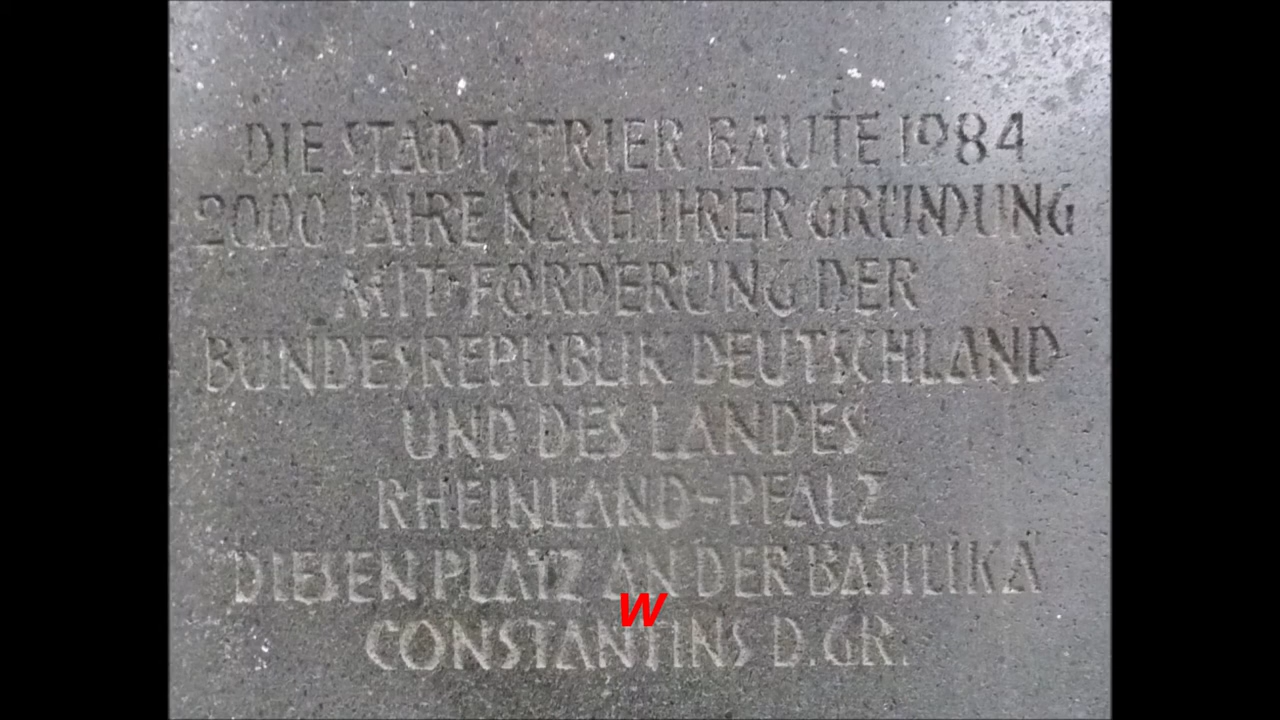 DIE STADT TRIER BAUTE 1984
2000 JAHRE NACH IHRER GRÜNDUNG
MIT FÖRDERUNG DER
BUNDESREPUBLIK DEUTSCHLAND
UND DES LANDES
RHEINLAND-PFALZ
DIESEN PLATZ AN DER BASILIKA
W
CONSTANTINS D.GR.